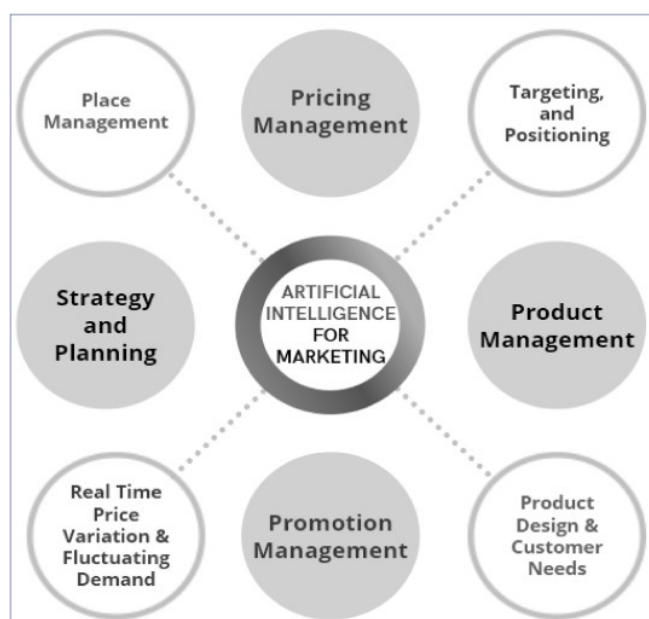 Place
Management
Pricing
Management
Targeting,
and
Positioning
Strategy
and
Planning
ARTIFICIAL
INTELLIGENCE
FOR
MARKETING
Product
Management
Real Time
Price
Variation &
Fluctuating
Demand
Promotion
Management
Product
Design &
Customer
Needs